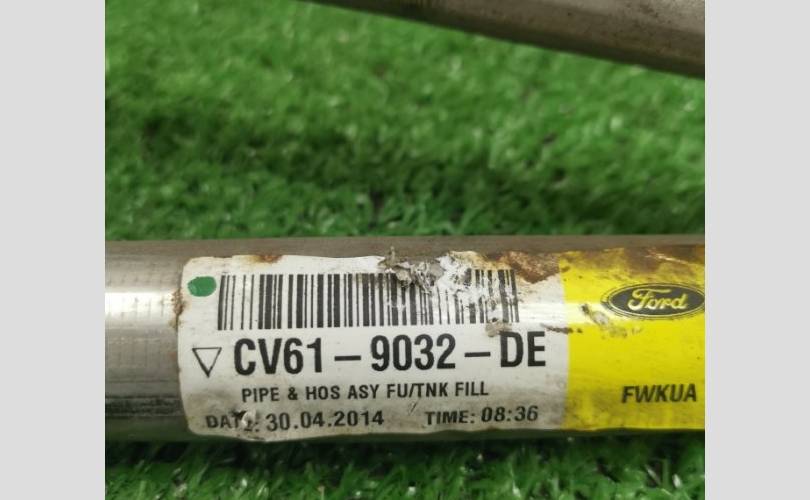 CV61-9032-DE
PIPE & HOS ASY FU/TNK FILL
DATE: 30.04.2014 TIME: 08:36
Ford
FWKUA